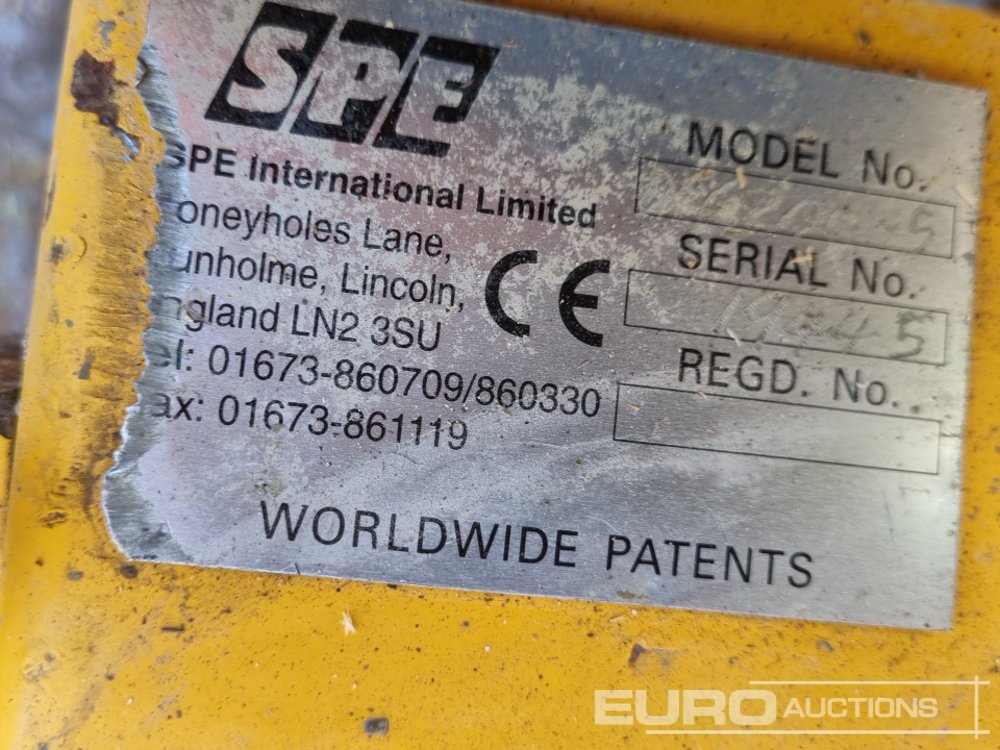 SPE
SPE International Limited
oneyholes Lane,
unholme, Lincoln,
ngland LN2 3SU
el: 01673-860709/860330
ax: 01673-861119
CE
MODEL No.
SERIAL No.
REGD. No.
WORLDWIDE PATENTS
EURO AUCTIONS